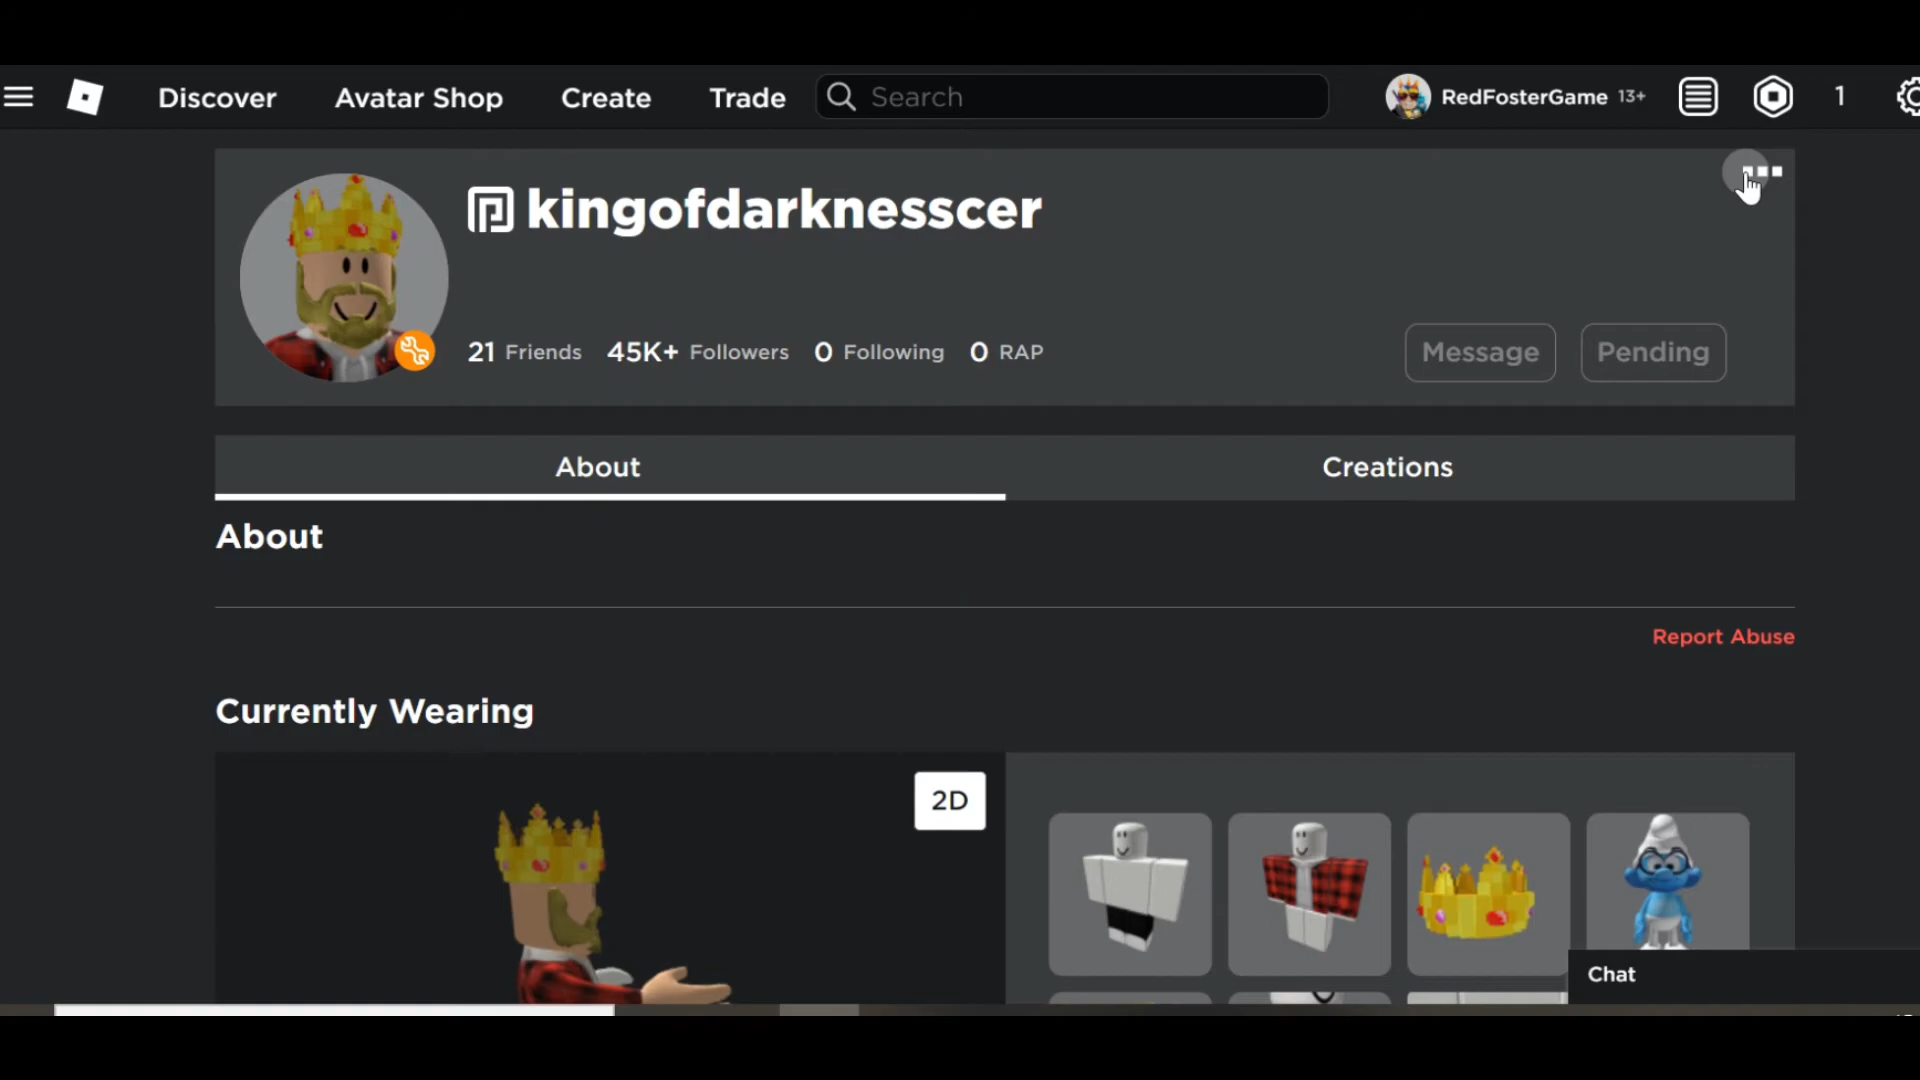 Discover Avatar Shop Create Trade Search RedFosterGame 13+ 1
kingofdarknesscer
21 Friends 45K+ Followers 0 Following 0 RAP Message Pending
About Creations
About
Report Abuse
Currently Wearing
2D
Chat